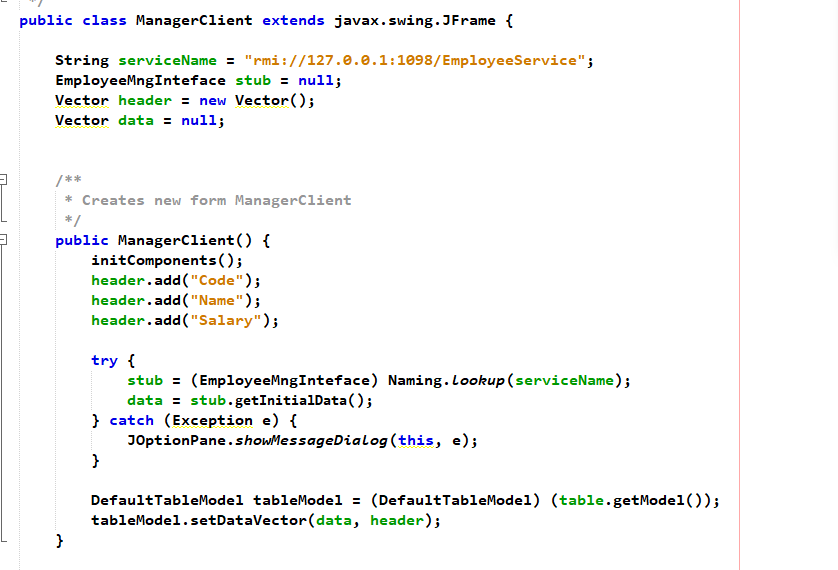 */
public class ManagerClient extends javax.swing.JFrame {
String serviceName = "rmi://127.0.0.1:1098/EmployeeService";
EmployeeMngInteface stub = null;
Vector header = new Vector();
Vector data = null;
/**
* Creates new form ManagerClient
*/
public ManagerClient() {
initComponents();
header.add("Code");
header.add("Name");
header.add("Salary");
try {
stub = (EmployeeMngInteface) Naming.lookup(serviceName);
data = stub.getInitialData();
} catch (Exception e) {
JOptionPane.showMessageDialog(this, e);
}
DefaultTableModel tableModel = (DefaultTableModel) (table.getModel());
tableModel.setDataVector(data, header);
}